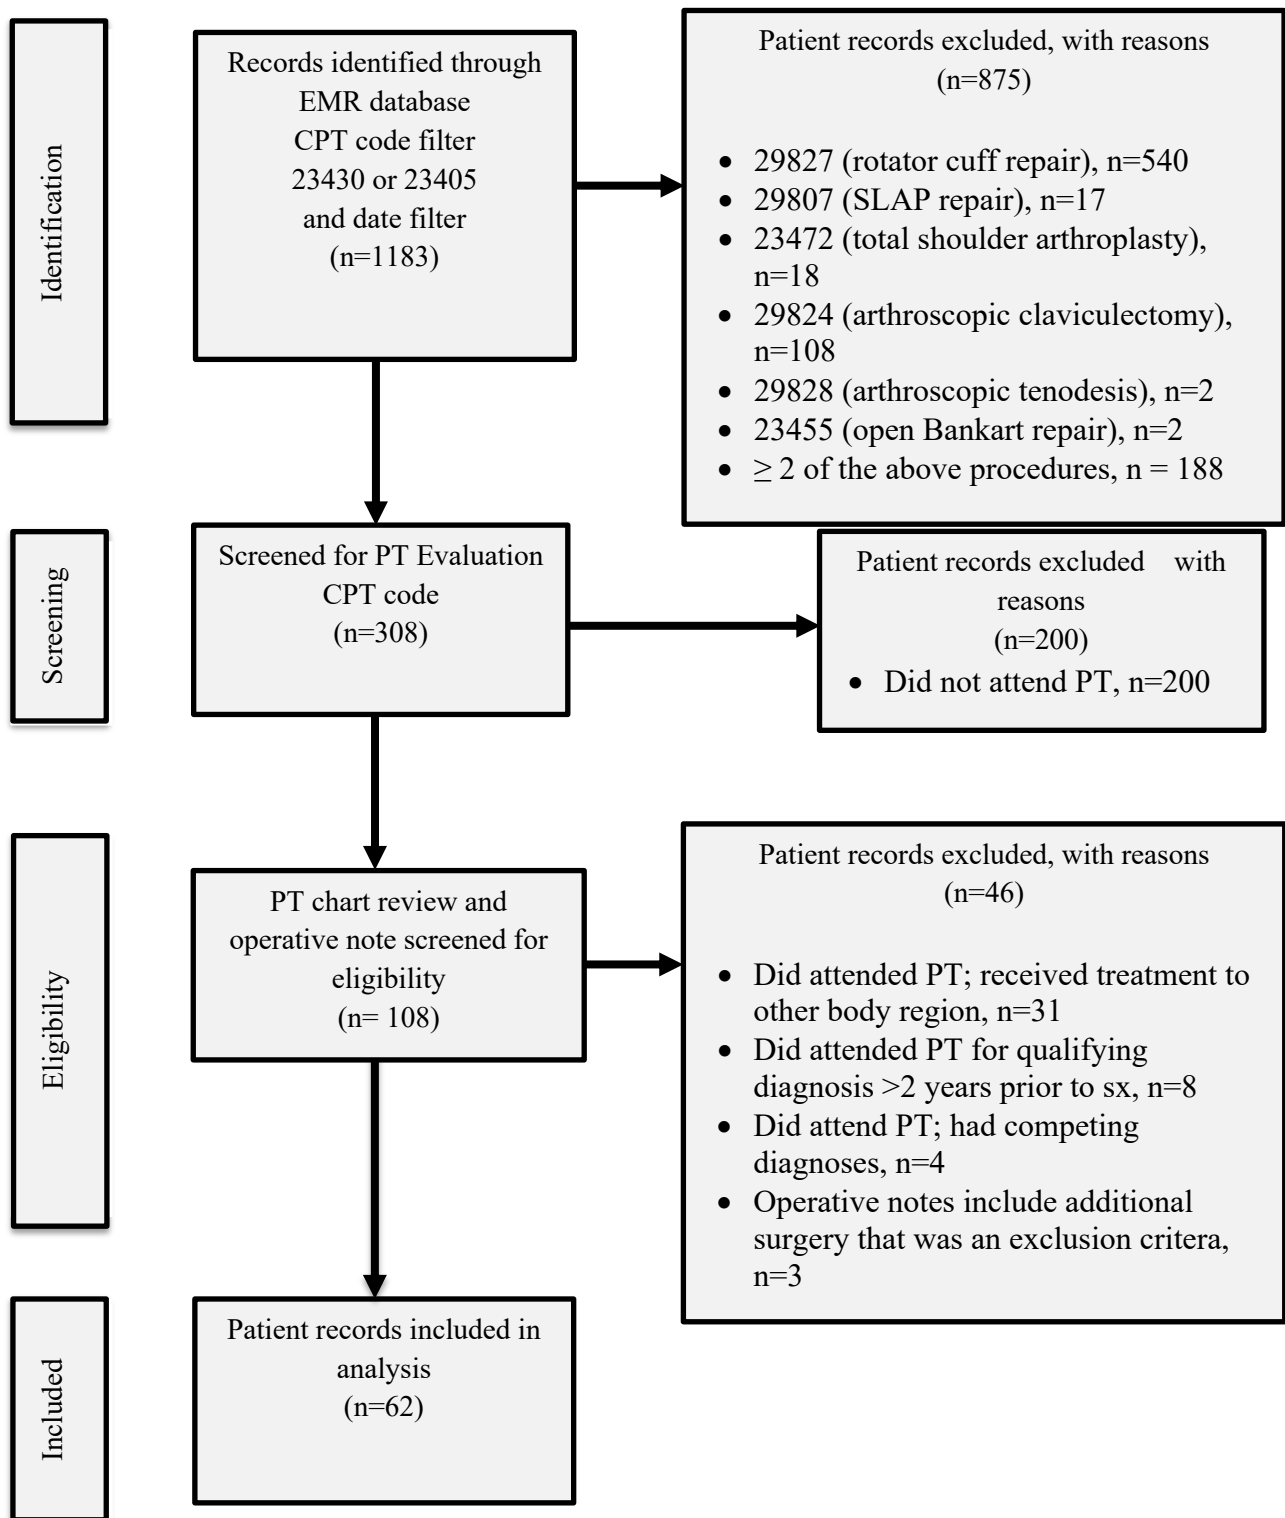 Identification
Records identified through
EMR database
CPT code filter
23430 or 23405
and date filter
(n=1183)
Patient records excluded, with reasons
(n=875)
• 29827 (rotator cuff repair), n=540
• 29807 (SLAP repair), n=17
• 23472 (total shoulder arthroplasty),
n=18
• 29824 (arthroscopic claviculectomy),
n=108
• 29828 (arthroscopic tenodesis), n=2
• 23455 (open Bankart repair), n=2
• ≥ 2 of the above procedures, n = 188
Screening
Screened for PT Evaluation
CPT code
(n=308)
Patient records excluded with
reasons
(n=200)
• Did not attend PT, n=200
Eligibility
PT chart review and
operative note screened for
eligibility
(n= 108)
Patient records excluded, with reasons
(n=46)
• Did attended PT; received treatment to
other body region, n=31
• Did attended PT for qualifying
diagnosis >2 years prior to sx, n=8
• Did attend PT; had competing
diagnoses, n=4
• Operative notes include additional
surgery that was an exclusion critera,
n=3
Included
Patient records included in
analysis
(n=62)